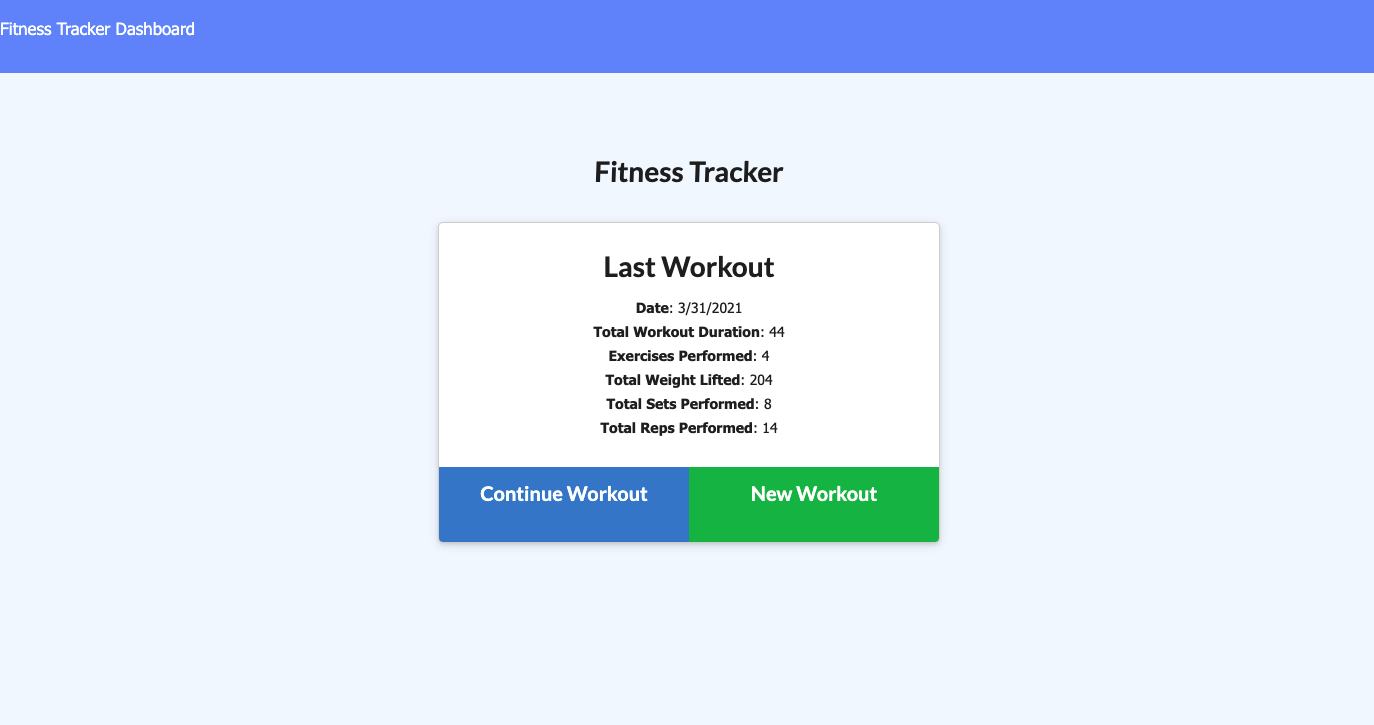 Fitness Tracker Dashboard
Fitness Tracker
Last Workout
Date: 3/31/2021
Total Workout Duration: 44
Exercises Performed: 4
Total Weight Lifted: 204
Total Sets Performed: 8
Total Reps Performed: 14
Continue Workout New Workout